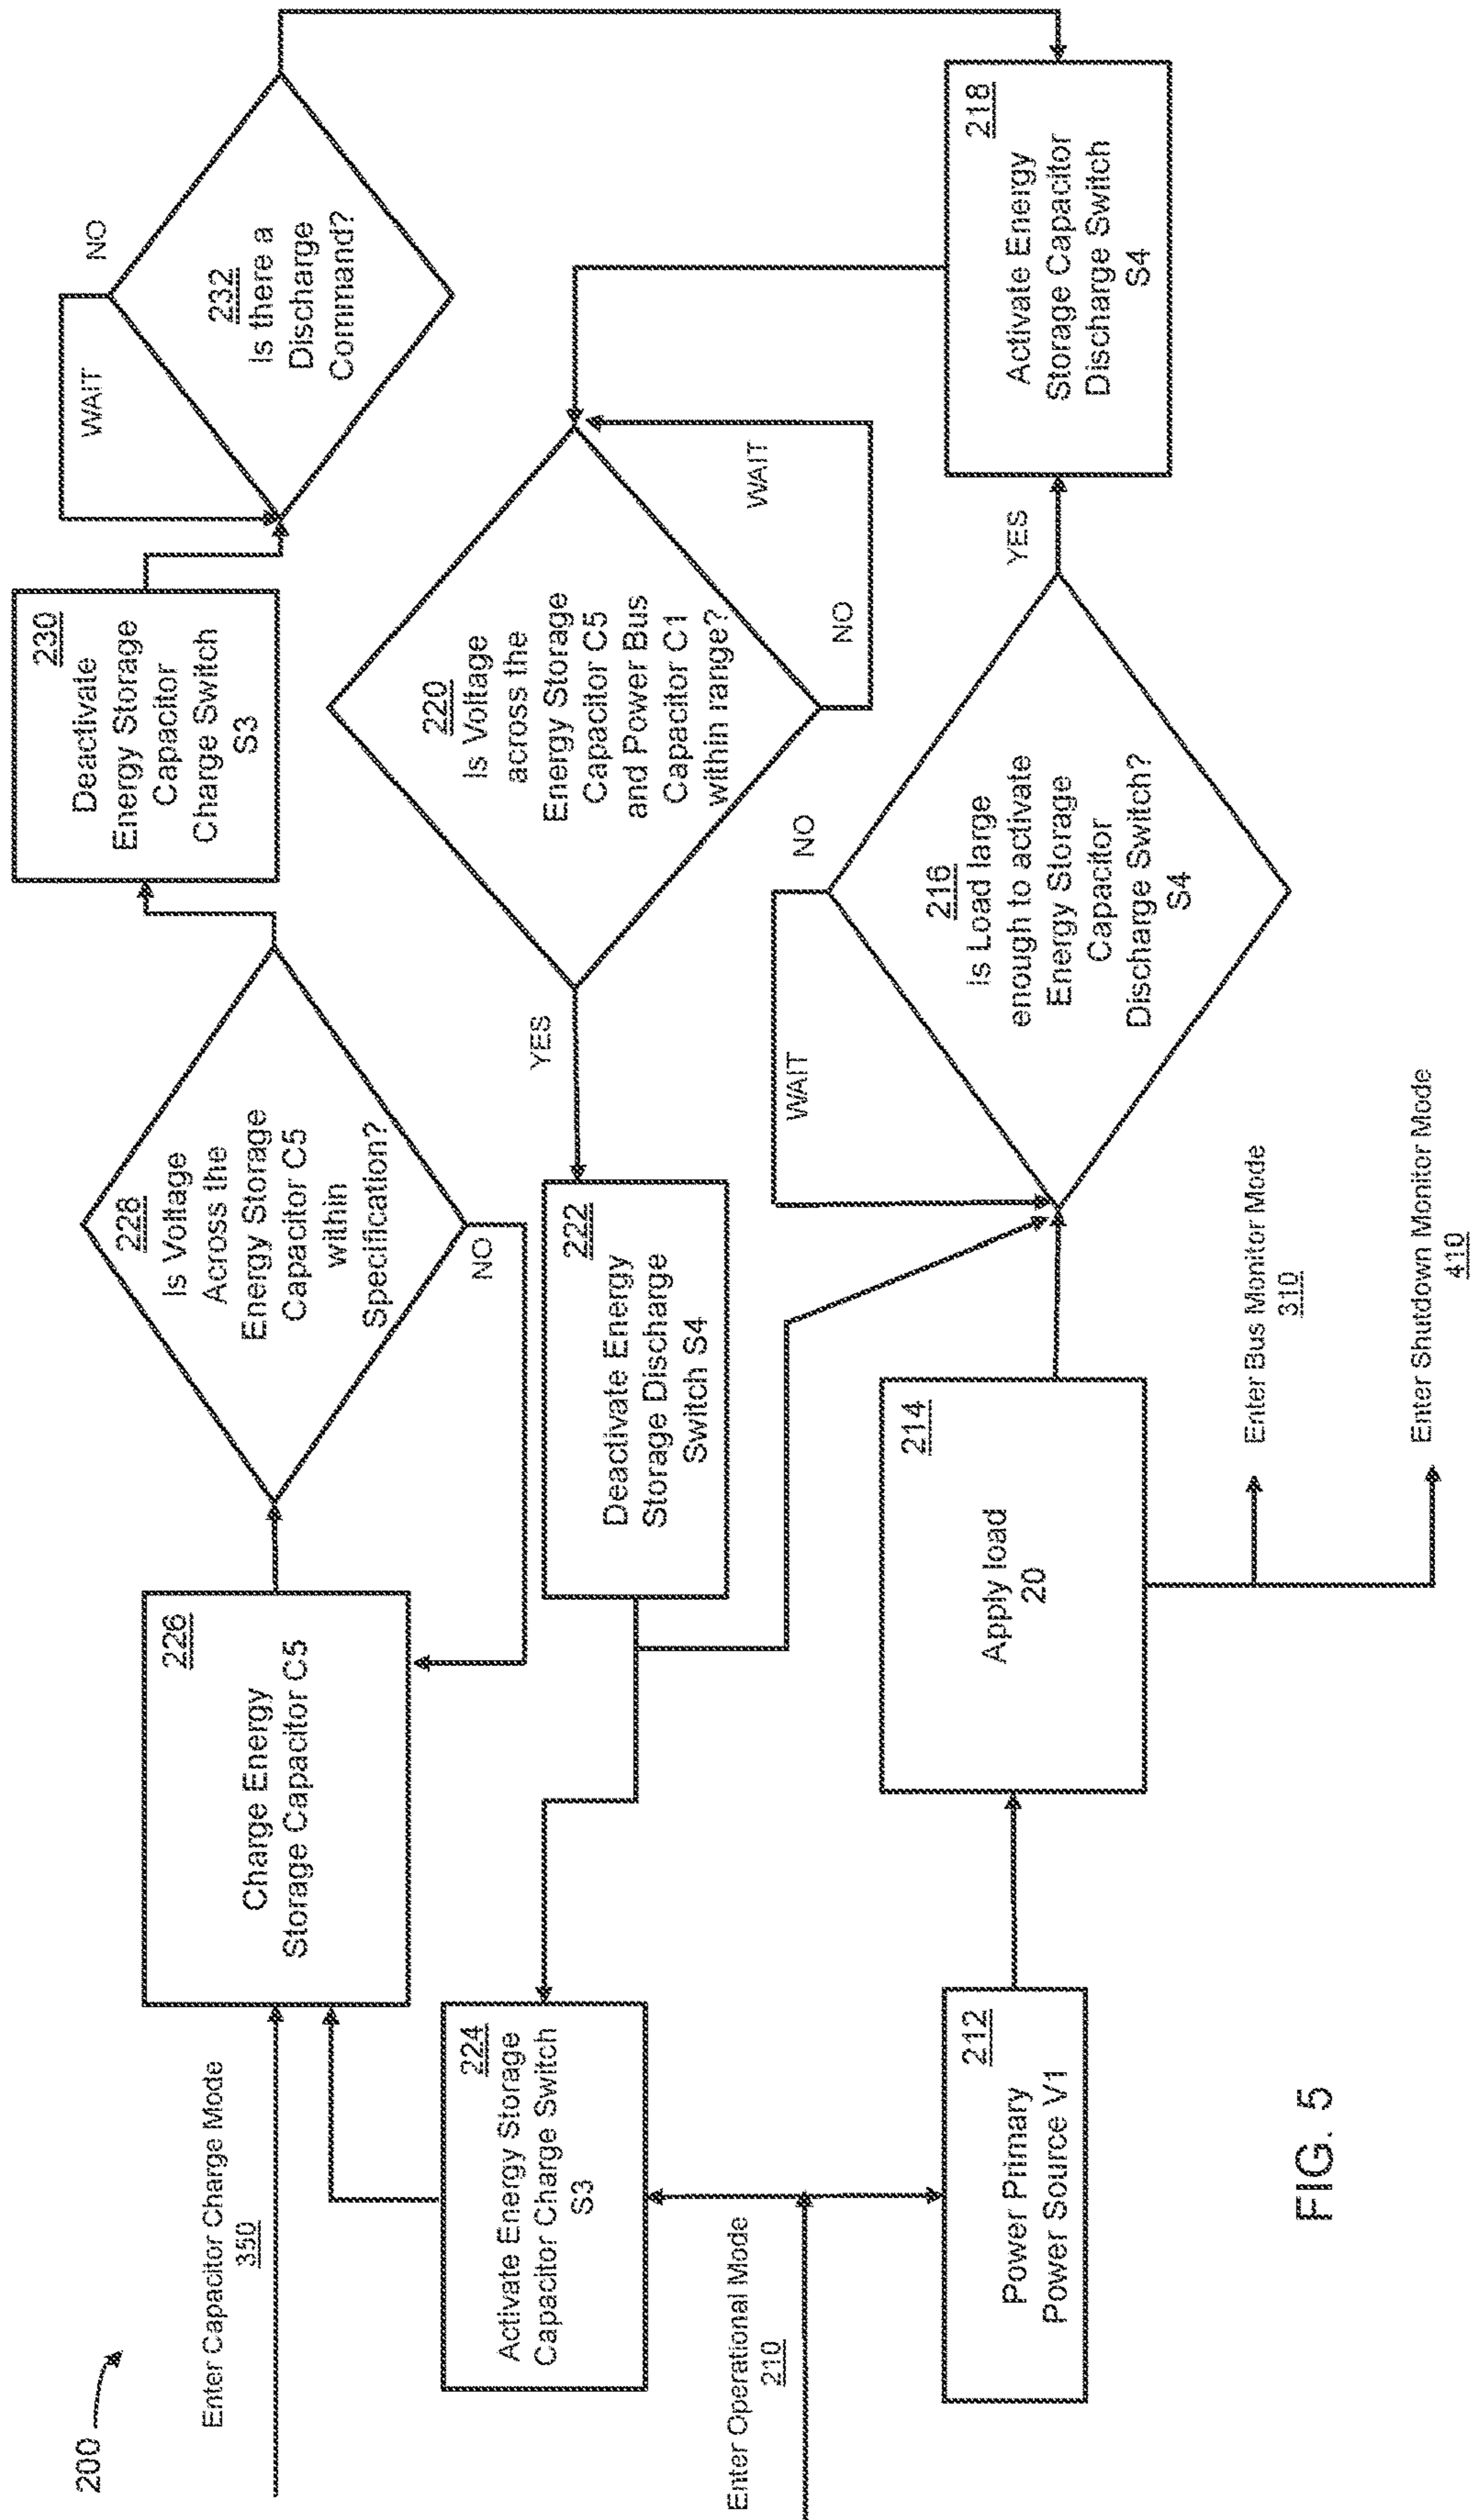 200
Enter Capacitor Charge Mode
350
226
Charge Energy
Storage Capacitor C5
228
Is Voltage
Across the
Energy Storage
Capacitor C5
within
Specification?
NO
230
Deactivate
Energy Storage
Capacitor
Charge Switch
S3
WAIT
NO
232
Is there a
Discharge
Command?
224
Activate Energy Storage
Capacitor Charge Switch
S3
222
Deactivate Energy
Storage Discharge
Switch S4
YES
220
Is Voltage
across the
Energy Storage
Capacitor C5
and Power Bus
Capacitor C1
within range?
NO
WAIT
Enter Operational Mode
210
212
Power Primary
Power Source V1
214
Apply load
20
WAIT
NO
216
Is Load large
enough to activate
Energy Storage
Capacitor
Discharge Switch?
S4
YES
218
Activate Energy
Storage Capacitor
Discharge Switch
S4
Enter Bus Monitor Mode
310
Enter Shutdown Monitor Mode
410
FIG. 5